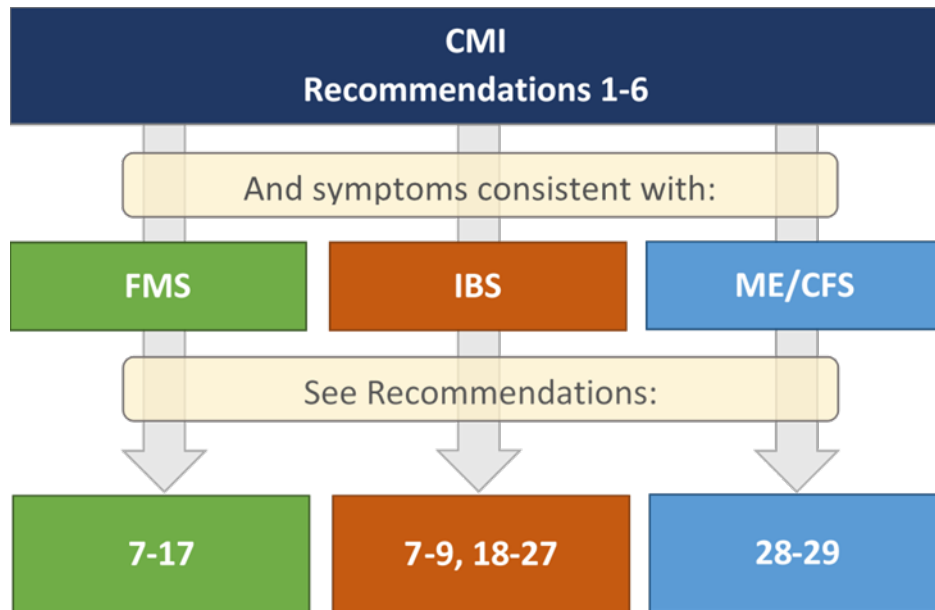 CMI
Recommendations 1-6
And symptoms consistent with:
FMS
IBS
ME/CFS
See Recommendations:
7-17
7-9, 18-27
28-29